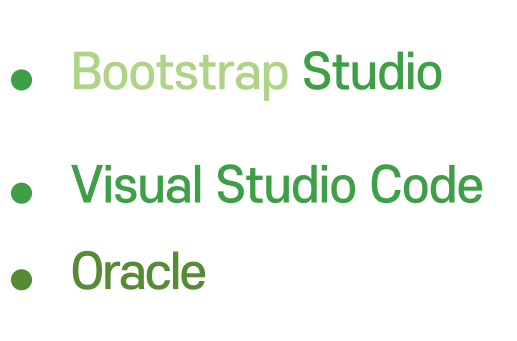 Bootstrap Studio
Visual Studio Code
Oracle